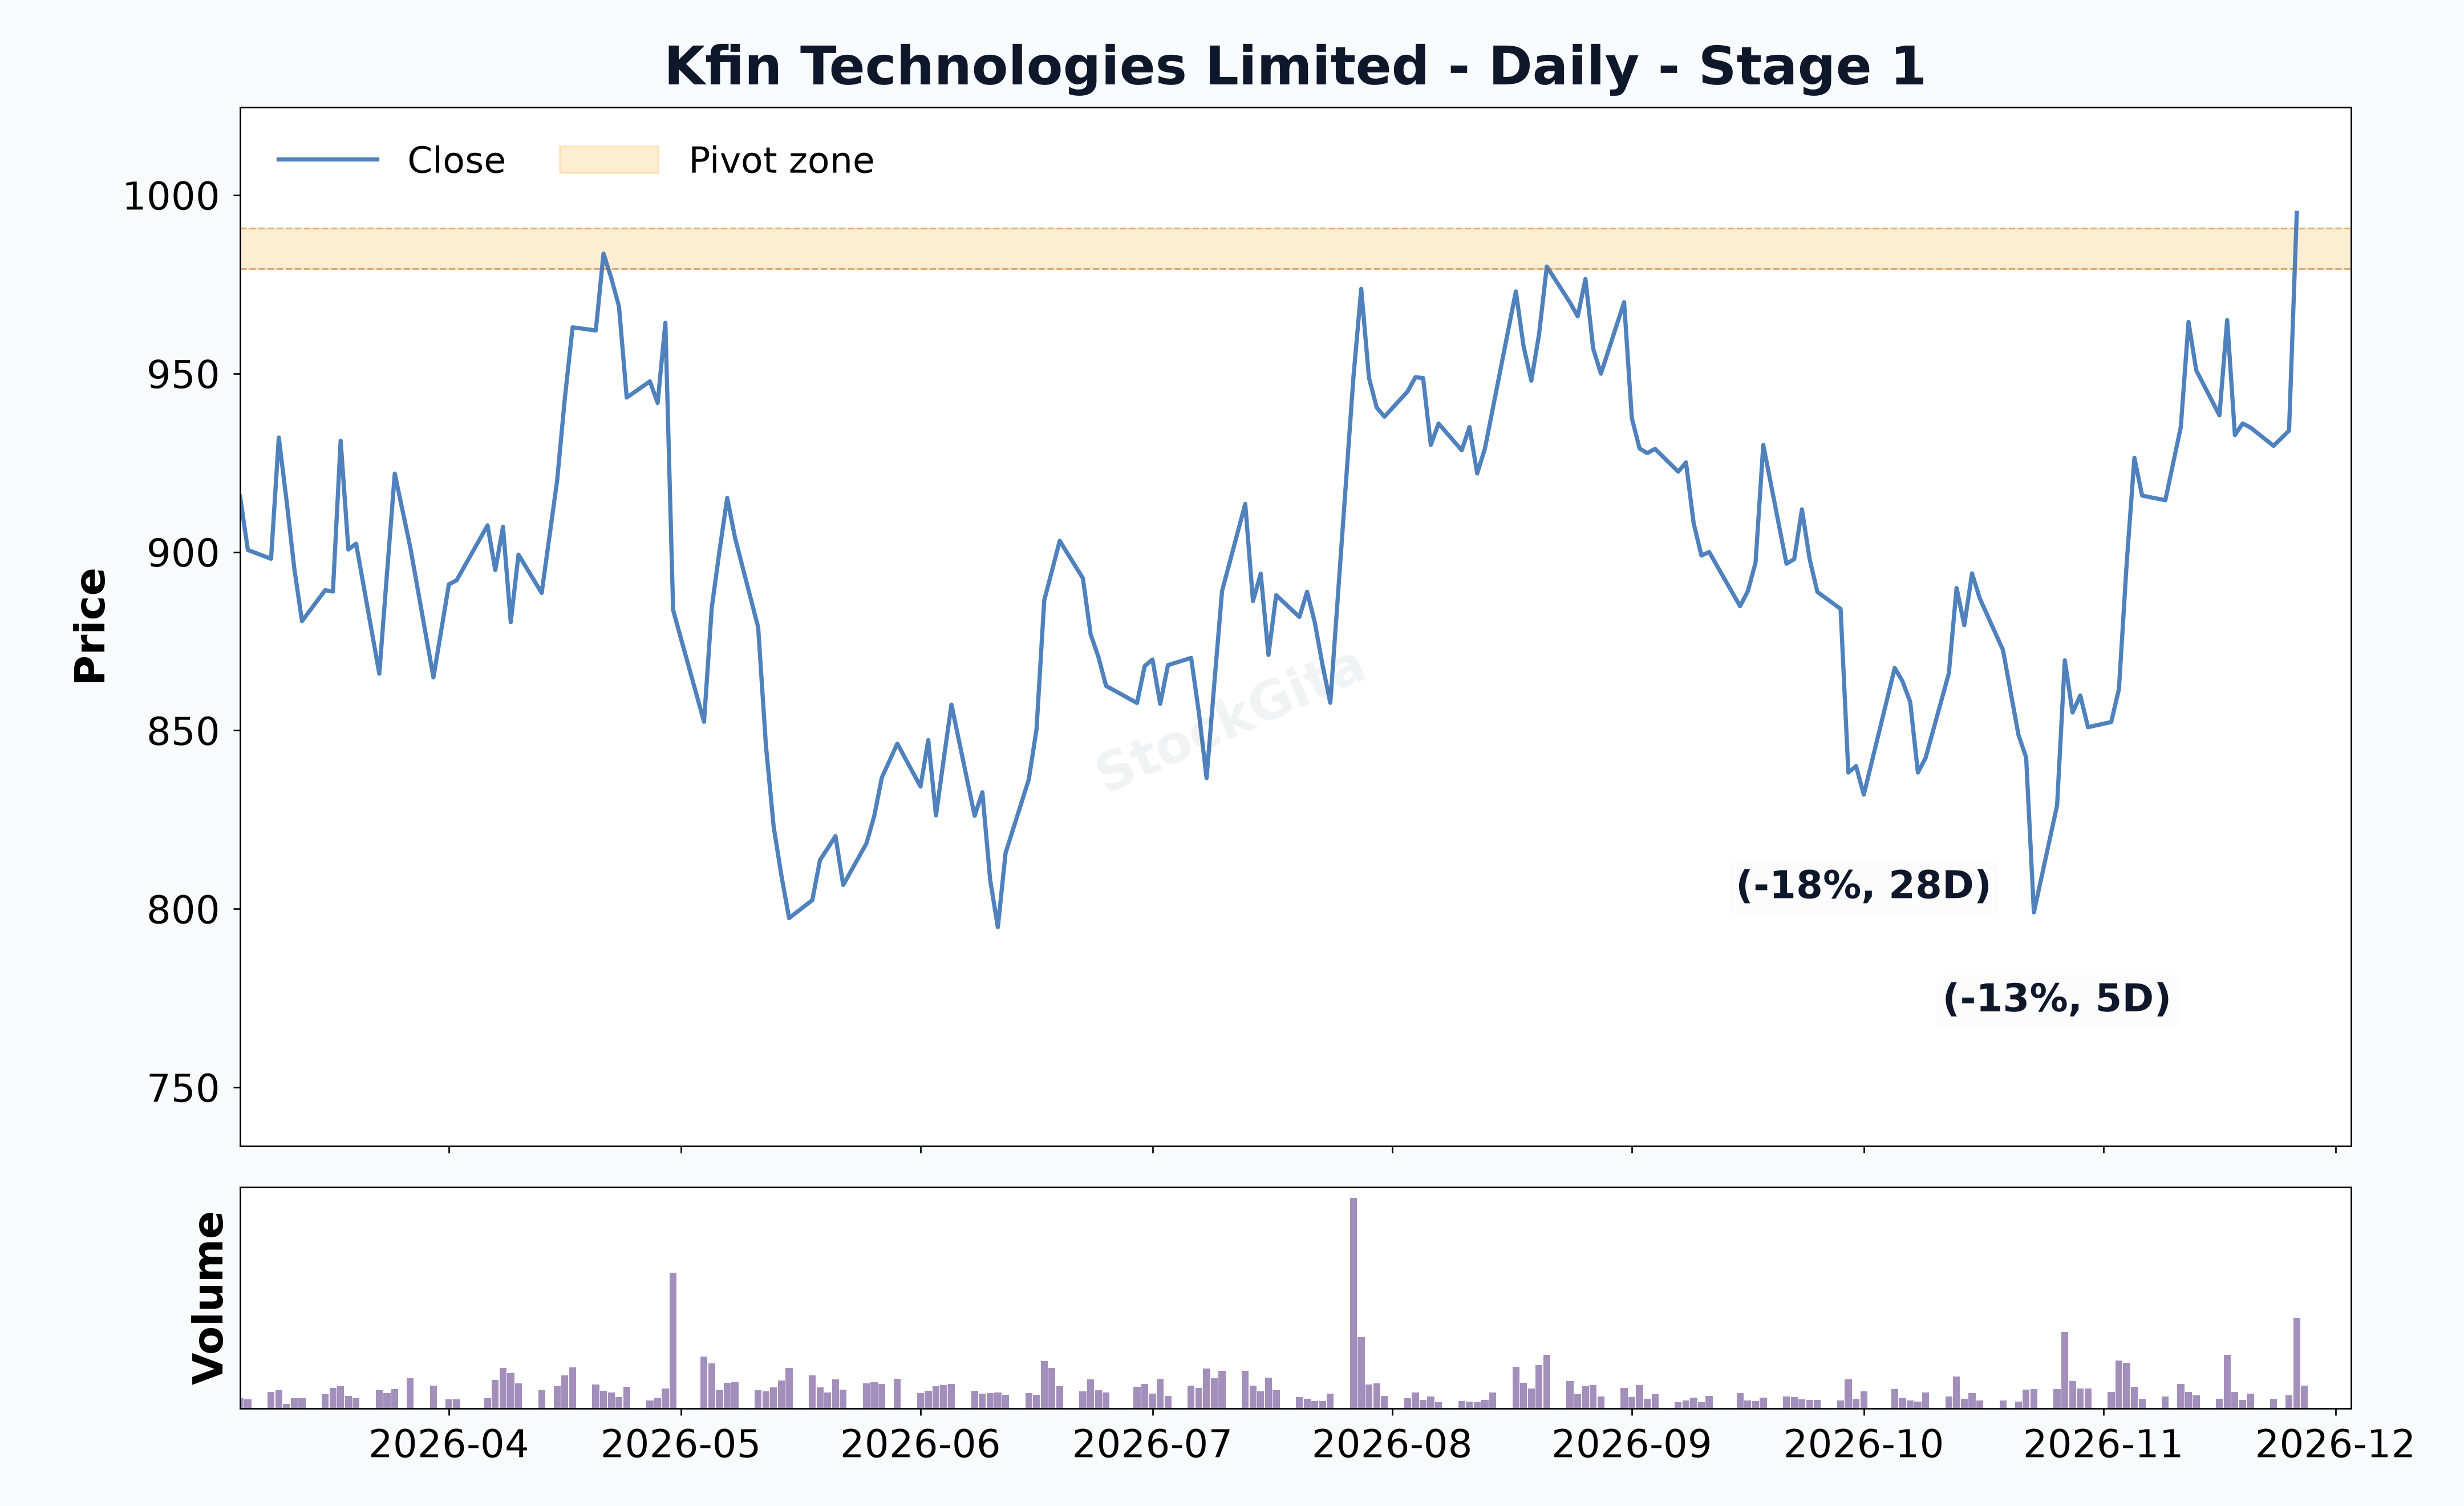 Kfin Technologies Limited - Daily - Stage 1
Close
Pivot zone
Price
1000
950
900
850
800
750
StockGita
(-18%, 28D)
(-13%, 5D)
Volume
2026-04
2026-05
2026-06
2026-07
2026-08
2026-09
2026-10
2026-11
2026-12